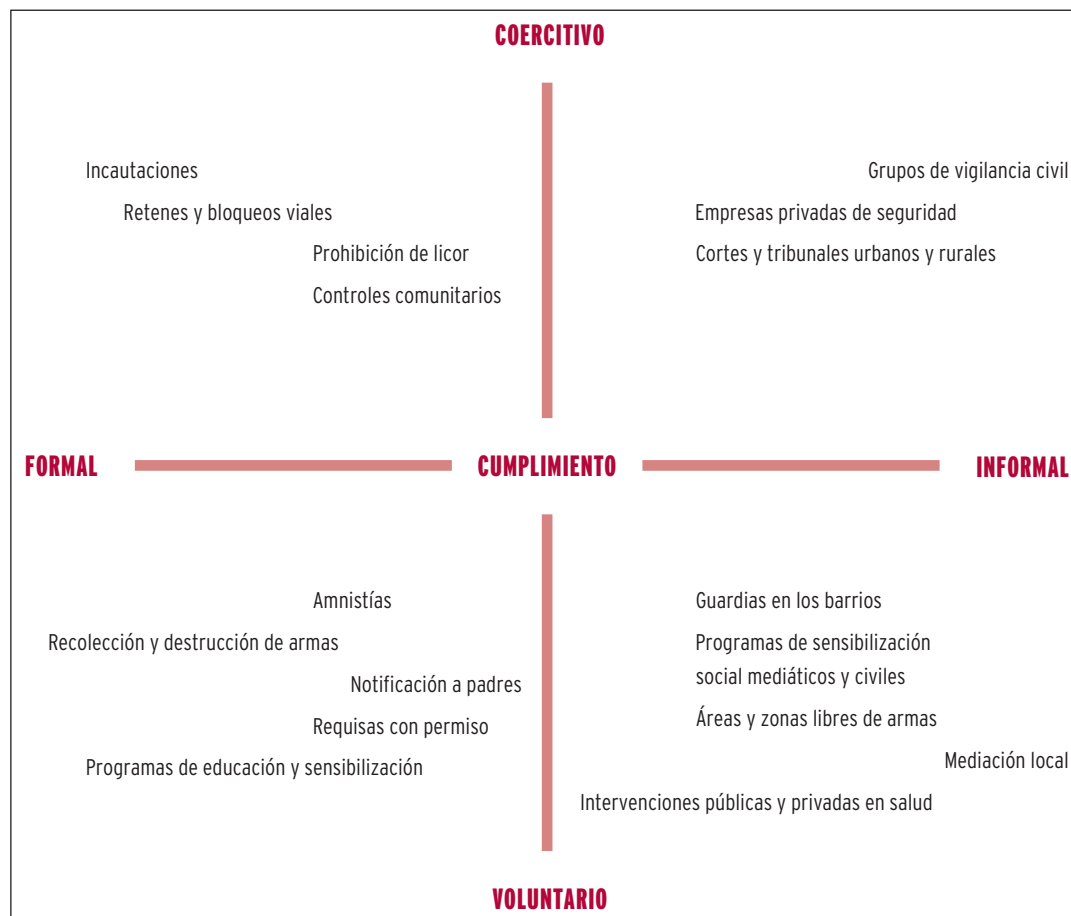 COERCITIVO
Incautaciones
Retenes y bloqueos viales
Prohibición de licor
Controles comunitarios
Grupos de vigilancia civil
Empresas privadas de seguridad
Cortes y tribunales urbanos y rurales
FORMAL
CUMPLIMIENTO
INFORMAL
Amnistías
Recolección y destrucción de armas
Notificación a padres
Requisas con permiso
Programas de educación y sensibilización
Guardias en los barrios
Programas de sensibilización
social mediáticos y civiles
Áreas y zonas libres de armas
Mediación local
Intervenciones públicas y privadas en salud
VOLUNTARIO